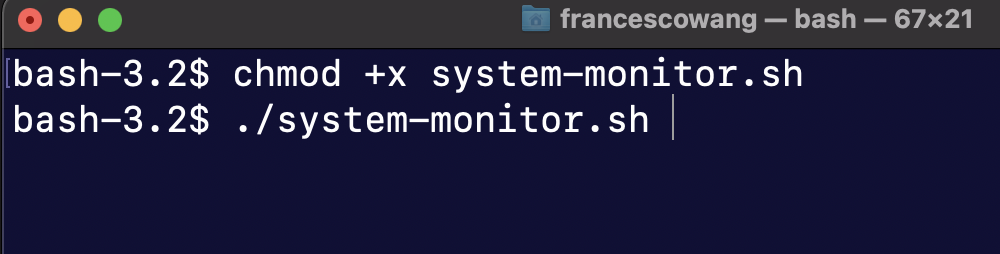 francescowang — bash — 67×21
bash-3.2$ chmod +x system-monitor.sh
bash-3.2$ ./system-monitor.sh